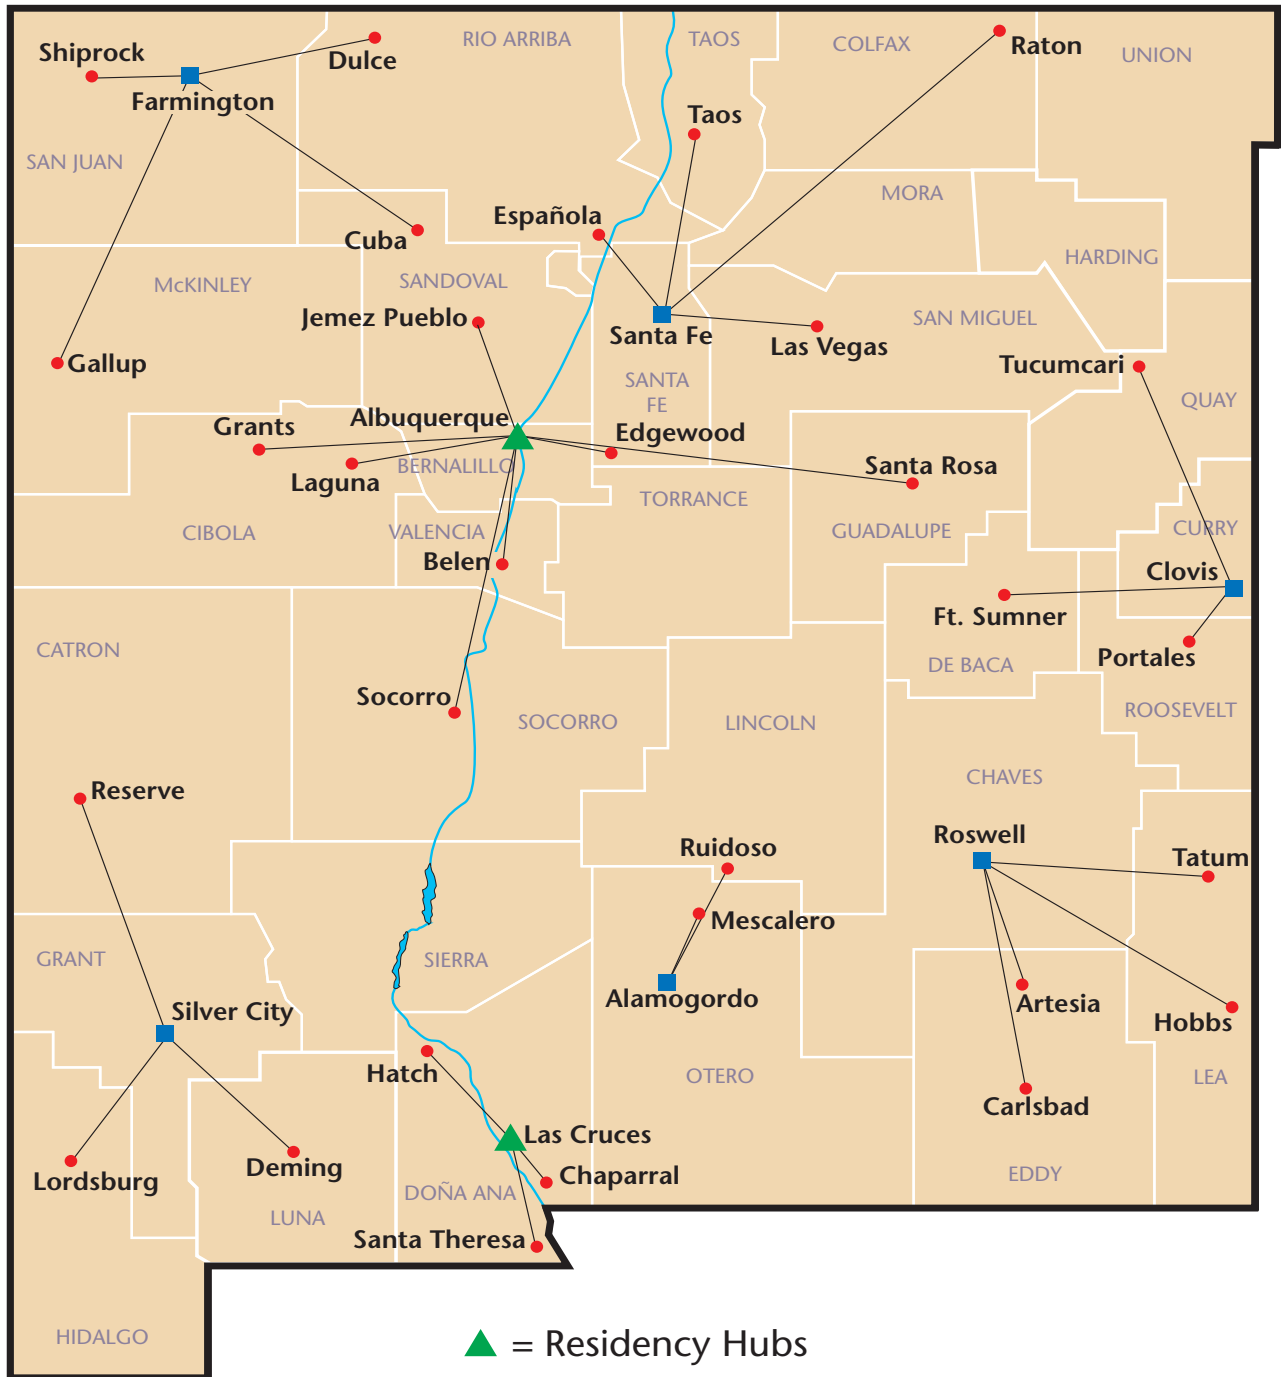 RIO ARRIBA
TAOS
COLFAX
Raton
UNION
Shiprock
Dulce
Farmington
Taos
SAN JUAN
MORA
Española
Cuba
HARDING
McKINLEY
SANDOVAL
Jemez Pueblo
Santa Fe
SAN MIGUEL
Las Vegas
Gallup
Tucumcari
SANTA
FE
QUAY
Albuquerque
Grants
Edgewood
BERNALILLO
Santa Rosa
Laguna
TORRANCE
CIBOLA
VALENCIA
GUADALUPE
CURRY
Belen
Clovis
Ft. Sumner
CATRON
DE BACA
Portales
Socorro
SOCORRO
LINCOLN
ROOSEVELT
CHAVES
Reserve
Roswell
Ruidoso
Tatum
Mescalero
GRANT
SIERRA
Alamogordo
Artesia
Silver City
Hobbs
Hatch
OTERO
LEA
Carlsbad
Las Cruces
Deming
Chaparral
EDDY
Lordsburg
DOÑA ANA
LUNA
Santa Theresa
HIDALGO
= Residency Hubs